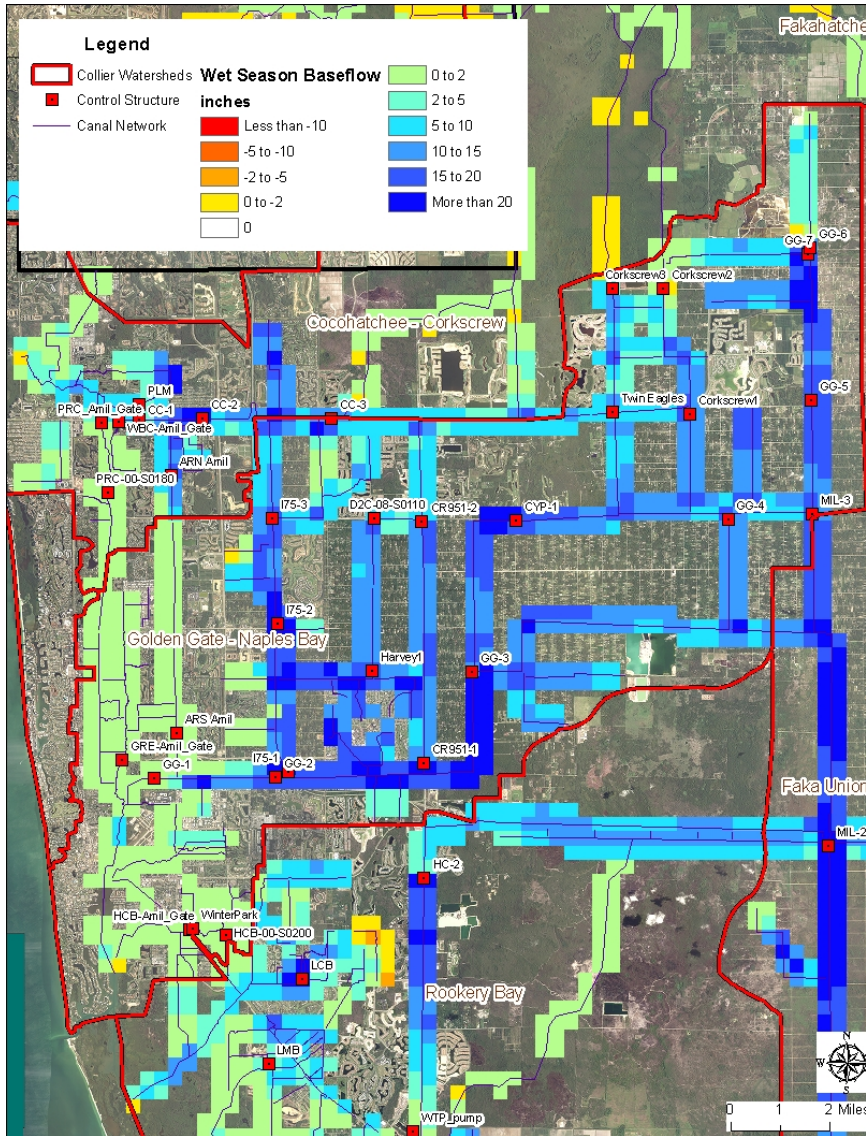 Fakahatche
Legend
Collier Watersheds
Control Structure
Canal Network
Wet Season Baseflow
inches
Less than -10
-5 to -10
-2 to -5
0 to -2
0
0 to 2
2 to 5
5 to 10
10 to 15
15 to 20
More than 20
GG-6
GG-7
Corkscrew3
Corkscrew2
Cocohatchee - Corkscrew
PLM
PRC_Amil_Gate
CC-1
CC-2
CC-3
Twin Eagles
Corkscrew1
GG-5
WBC-Amil_Gate
ARN Amil
PRC-00-S0180
I75-3
D2C-08-S0110
CR951-2
CYP-1
GG-4
MIL-3
I75-2
Golden Gate - Naples Bay
Harvey1
GG-3
ARS Amil
GRE-Amil_Gate
GG-1
I75-1
GG-2
CR951-1
Faka Union
MIL-2
HC-2
HCB-Amil_Gate
WinterPark
HCB-00-S0200
LCB
Rookery Bay
LMB
WTP_pump
N
W
S
0 1 2 Miles